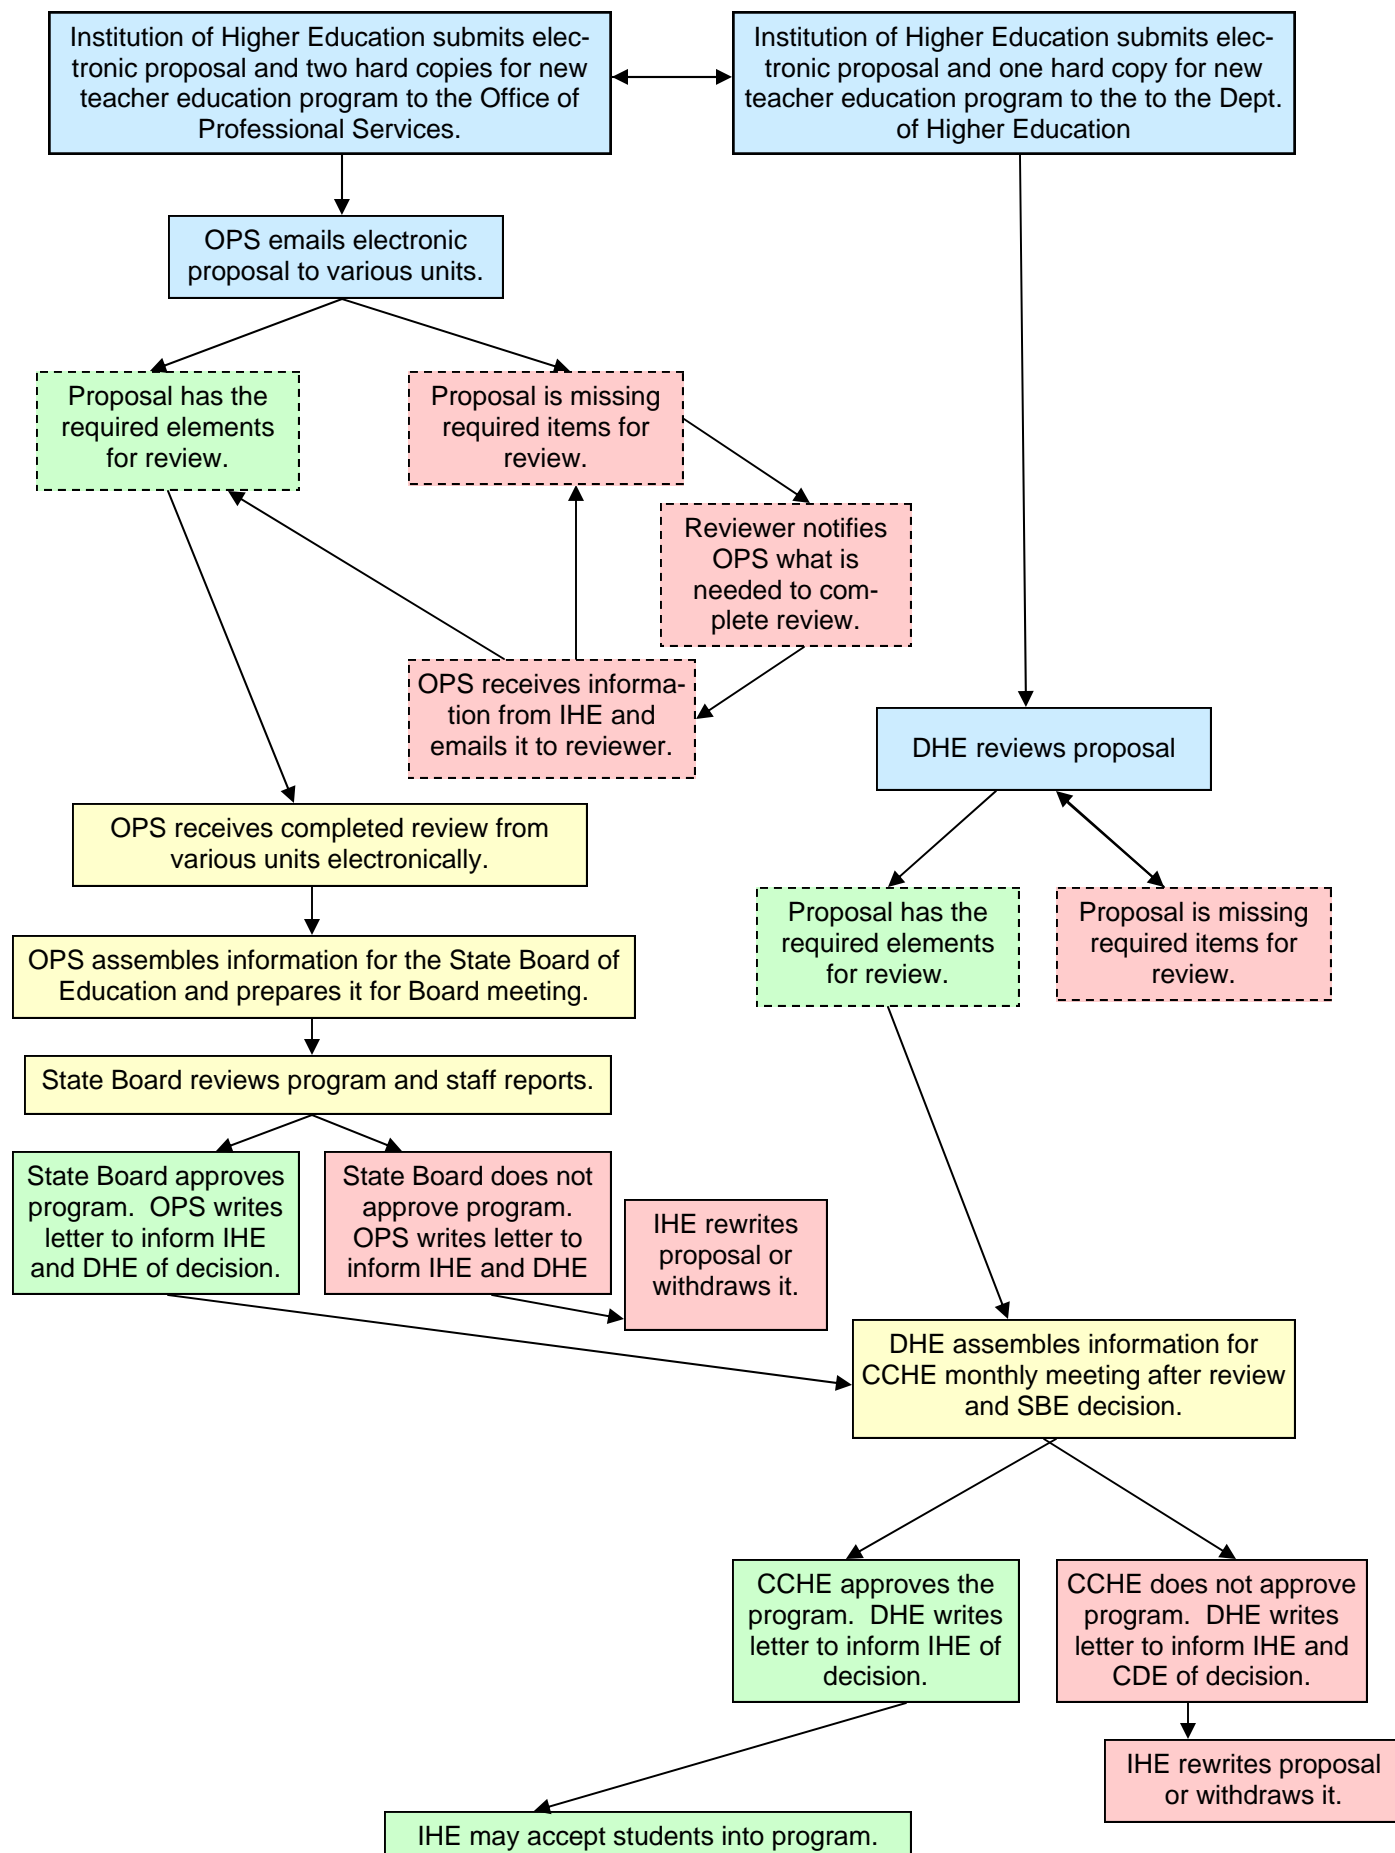 Institution of Higher Education submits elec-
tronic proposal and two hard copies for new
teacher education program to the Office of
Professional Services.
Institution of Higher Education submits elec-
tronic proposal and one hard copy for new
teacher education program to the to the Dept.
of Higher Education
OPS emails electronic
proposal to various units.
Proposal has the
required elements
for review.
Proposal is missing
required items for
review.
Reviewer notifies
OPS what is
needed to com-
plete review.
OPS receives informa-
tion from IHE and
emails it to reviewer.
DHE reviews proposal
OPS receives completed review from
various units electronically.
Proposal has the
required elements
for review.
Proposal is missing
required items for
review.
OPS assembles information for the State Board of
Education and prepares it for Board meeting.
State Board reviews program and staff reports.
State Board approves
program.  OPS writes
letter to inform IHE
and DHE of decision.
State Board does not
approve program.
OPS writes letter to
inform IHE and DHE
IHE rewrites
proposal or
withdraws it.
DHE assembles information for
CCHE monthly meeting after review
and SBE decision.
CCHE approves the
program.  DHE writes
letter to inform IHE of
decision.
CCHE does not approve
program.  DHE writes
letter to inform IHE and
CDE of decision.
IHE rewrites proposal
or withdraws it.
IHE may accept students into program.